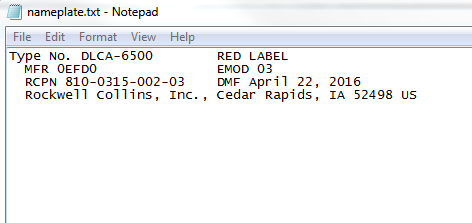 nameplate.txt - Notepad
File Edit Format View Help
Type No. DLCA-6500 RED LABEL
MFR 0EFD0 EMOD 03
RCPN 810-0315-002-03 DMF April 22, 2016
Rockwell Collins, Inc., Cedar Rapids, IA 52498 US